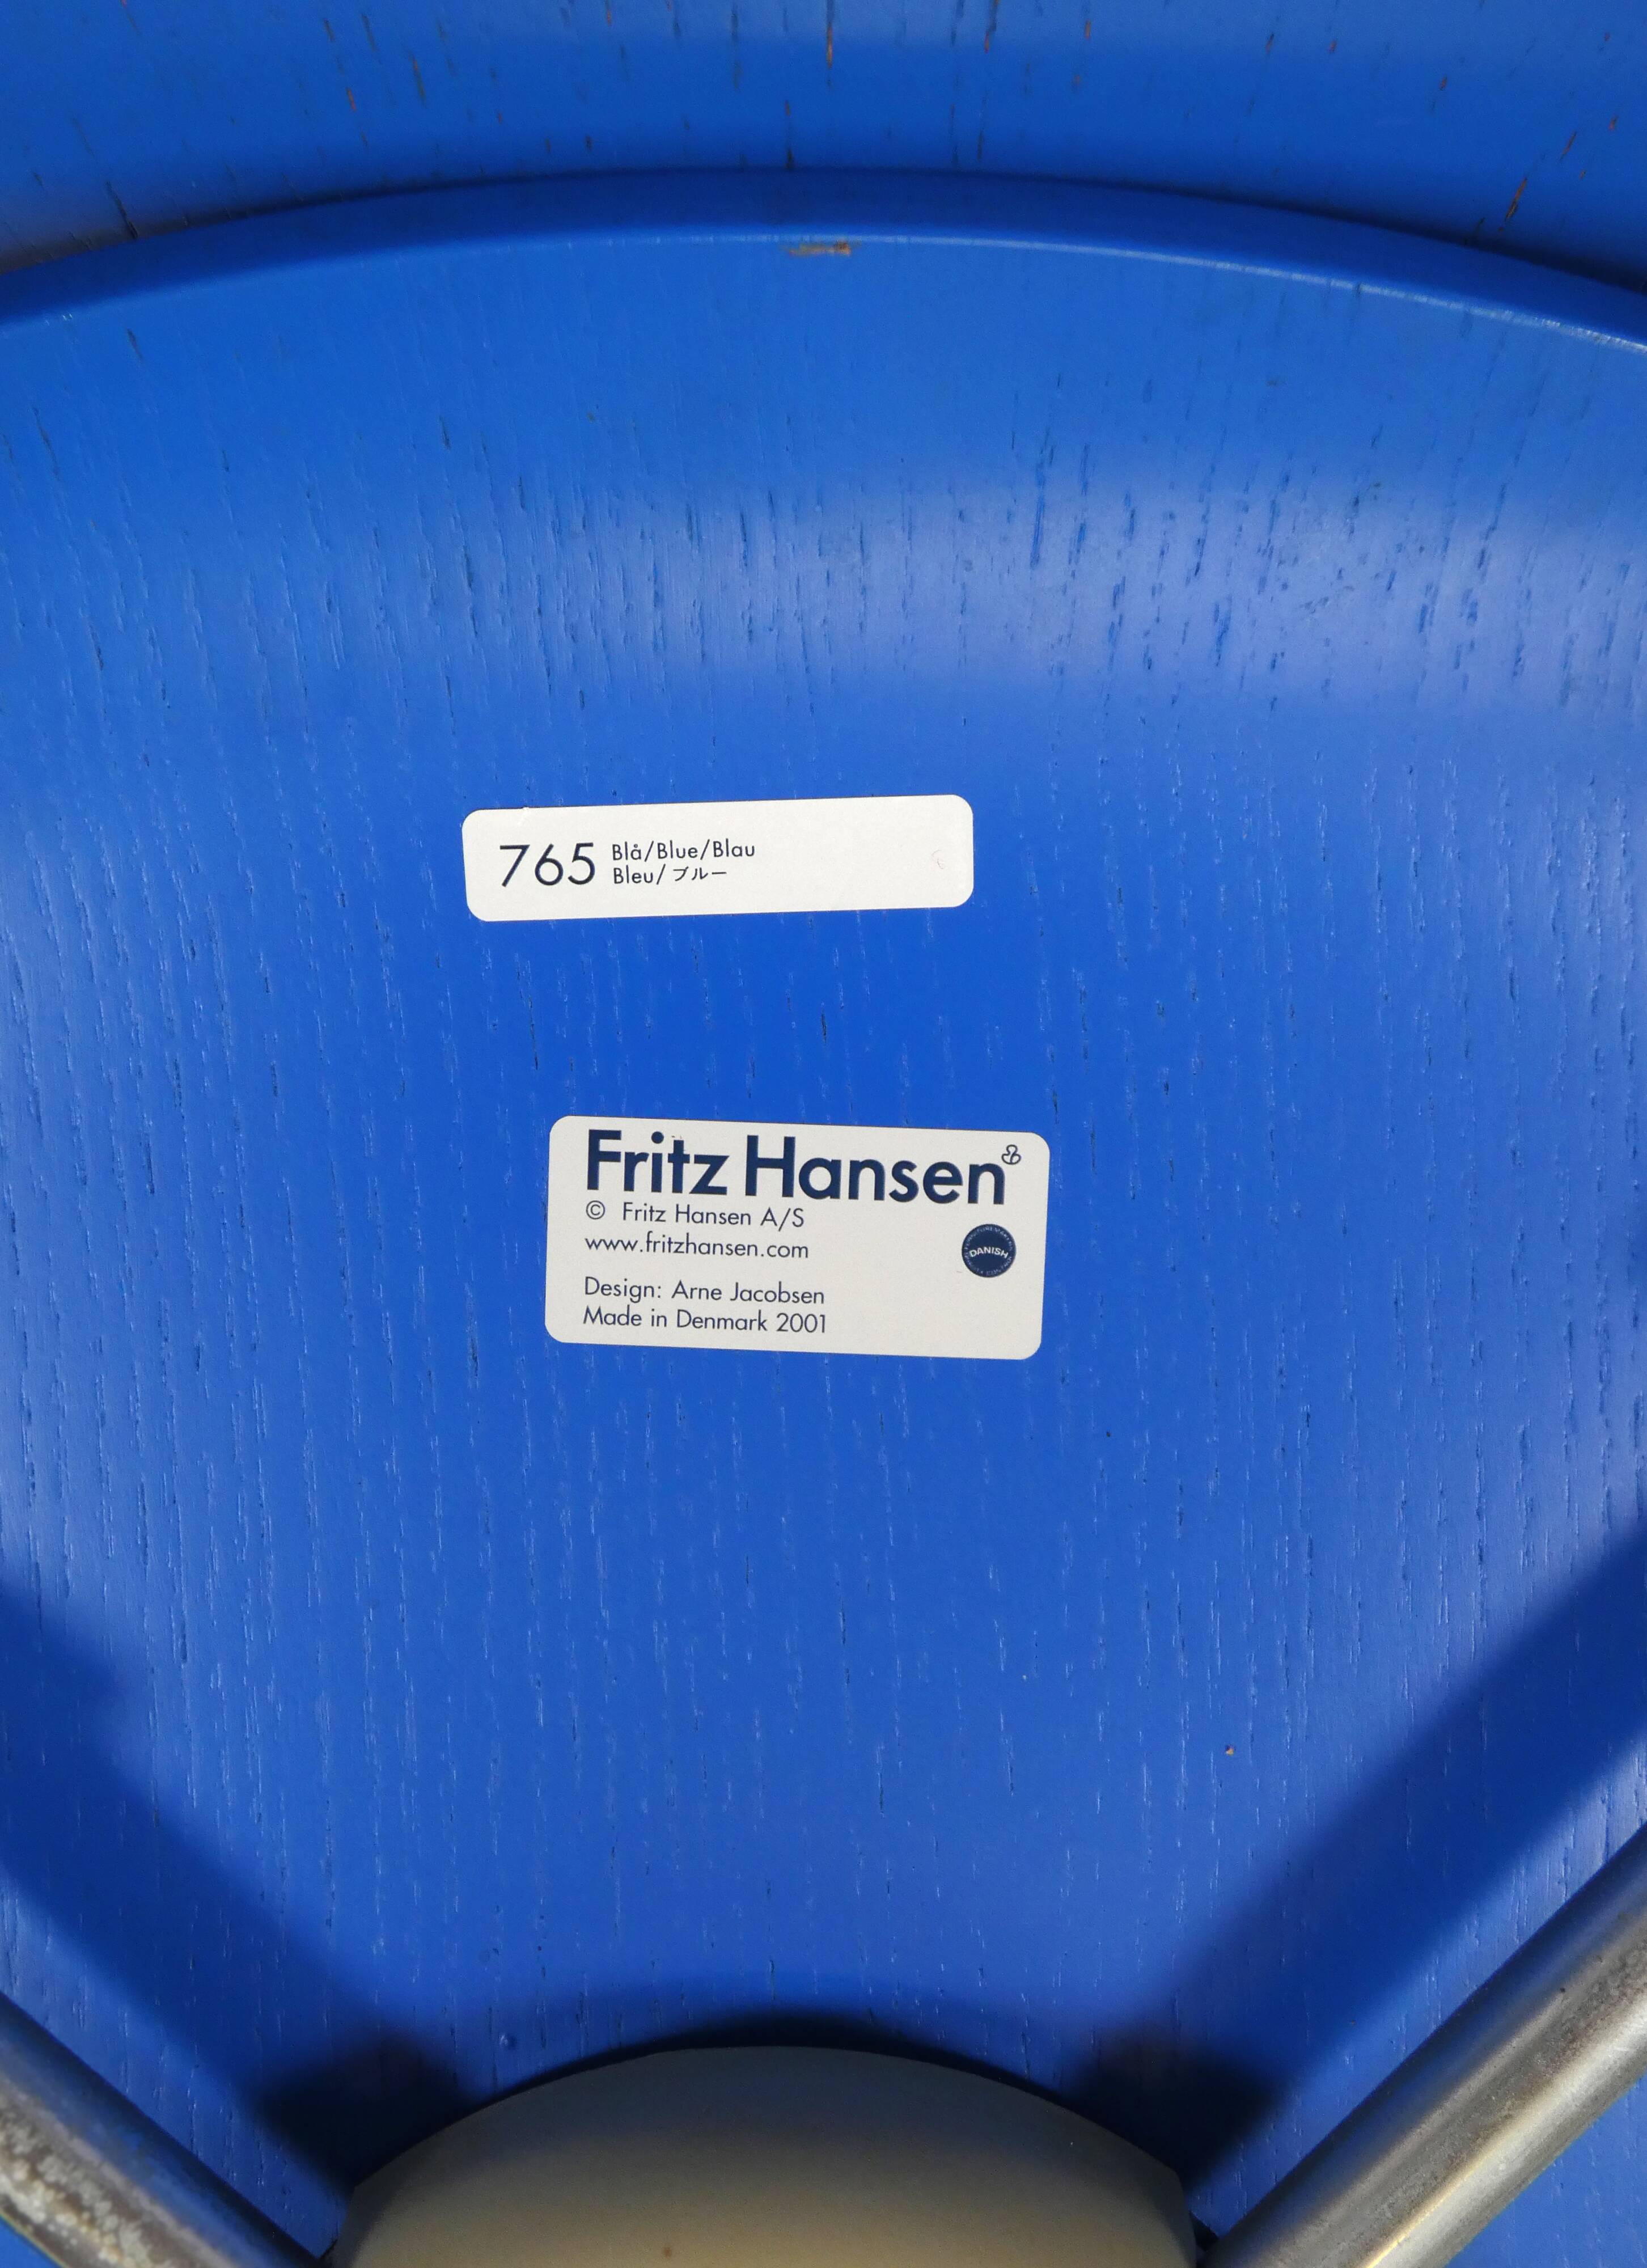 765 Blå/Blue/Blau
Bleu/ブルー
Fritz Hansen
© Fritz Hansen A/S
www.fritzhansen.com
DANISH
Design: Arne Jacobsen
Made in Denmark 2001